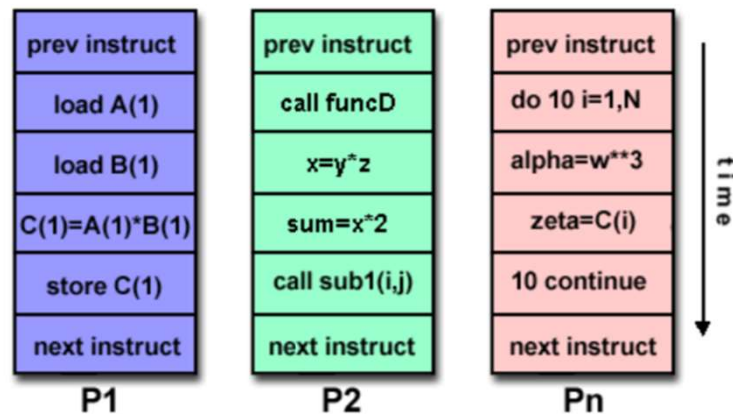 prev instruct
load A(1)
load B(1)
C(1)=A(1)*B(1)
store C(1)
next instruct
P1
prev instruct
call funcD
x=y*z
sum=x*2
call sub1(i,j)
next instruct
P2
prev instruct
do 10 i=1,N
alpha=w**3
zeta=C(i)
10 continue
next instruct
Pn
time